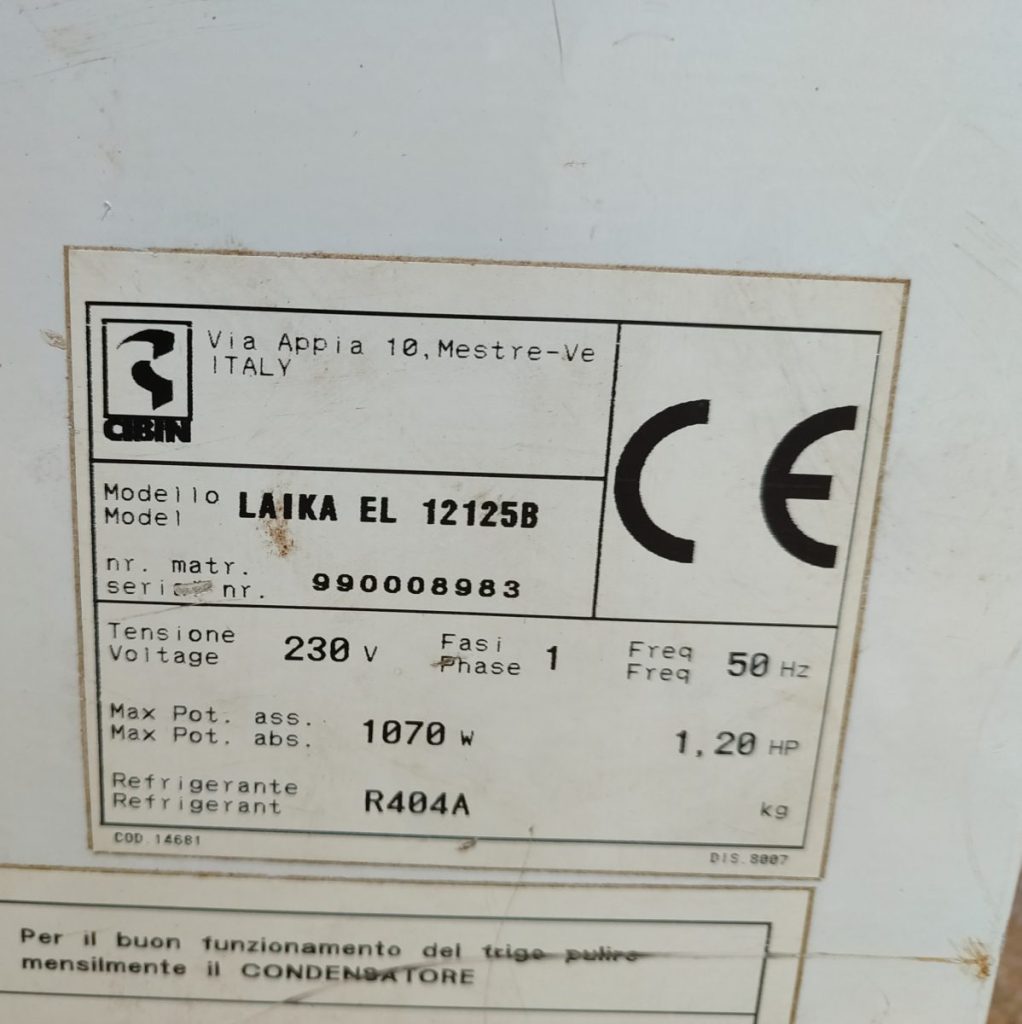 Via Appia 10,Mestre-Ve
ITALY
CIBIN
CE
Modello
Model
LAIKA EL 12125B
nr. matr.
serial nr. 990008983
Tensione
Voltage
230 V
Fasi
Phase
1
Freq
Freq
50 Hz
Max Pot. ass.
Max Pot. abs.
1070 W
1,20 HP
Refrigerante
Refrigerant
R404A
kg
COD.14681
DIS.8007
Per il buon funzionamento del frigo pulire
mensilmente il CONDENSATORE